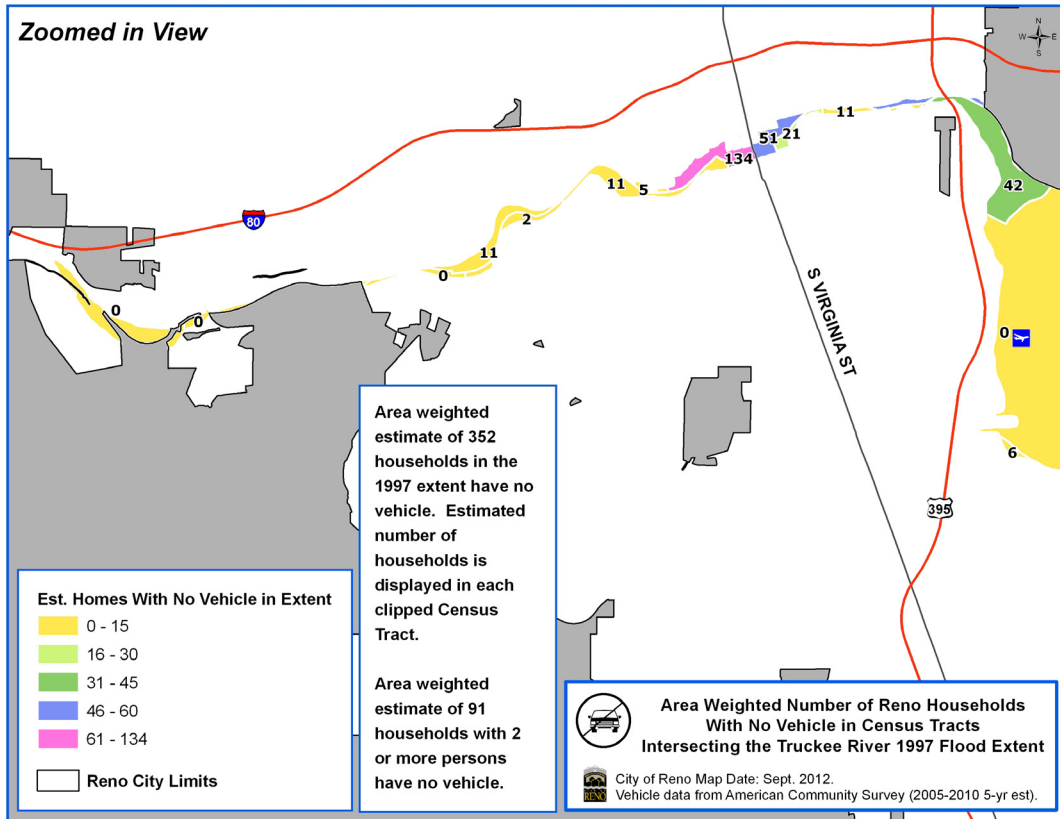 Zoomed in View
N
W E
S
80
0
0
0
11
2
11
5
134
51
21
11
42
0
6
S VIRGINIA ST
395
Area weighted
estimate of 352
households in the
1997 extent have no
vehicle. Estimated
number of
households is
displayed in each
clipped Census
Tract.
Area weighted
estimate of 91
households with 2
or more persons
have no vehicle.
Est. Homes With No Vehicle in Extent
0 - 15
16 - 30
31 - 45
46 - 60
61 - 134
Reno City Limits
Area Weighted Number of Reno Households
With No Vehicle in Census Tracts
Intersecting the Truckee River 1997 Flood Extent
RENO
City of Reno Map Date: Sept. 2012.
Vehicle data from American Community Survey (2005-2010 5-yr est).